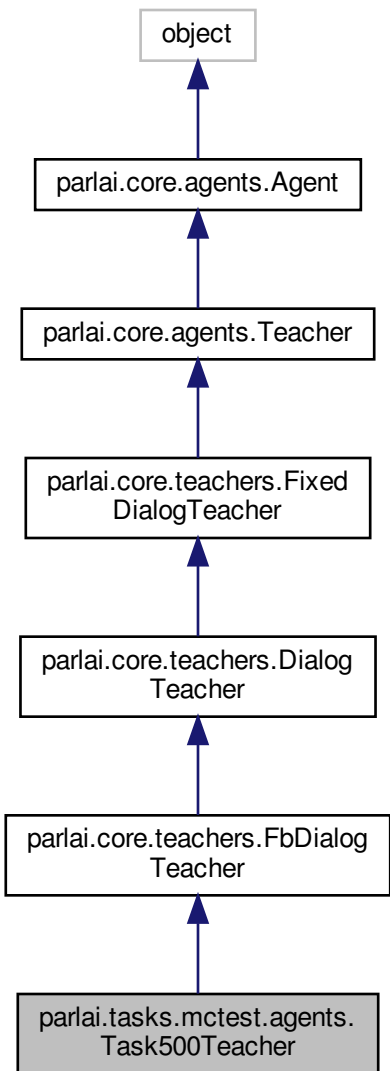 object
parlai.core.agents.Agent
parlai.core.agents.Teacher
parlai.core.teachers.Fixed
DialogTeacher
parlai.core.teachers.Dialog
Teacher
parlai.core.teachers.FbDialog
Teacher
parlai.tasks.mctest.agents.
Task500Teacher